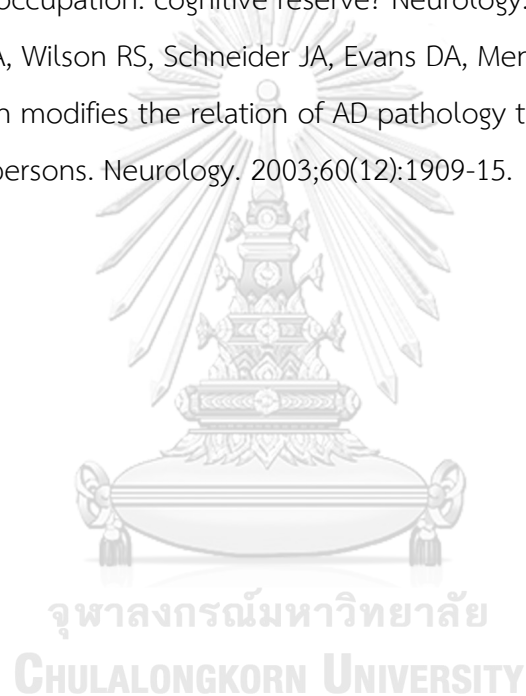 occupation: cognitive reserve? Neurology.
A, Wilson RS, Schneider JA, Evans DA, Mer
n modifies the relation of AD pathology t
persons. Neurology. 2003;60(12):1909-15.
จุฬาลงกรณ์มหาวิทยาลัย
CHULALONGKORN UNIVERSITY